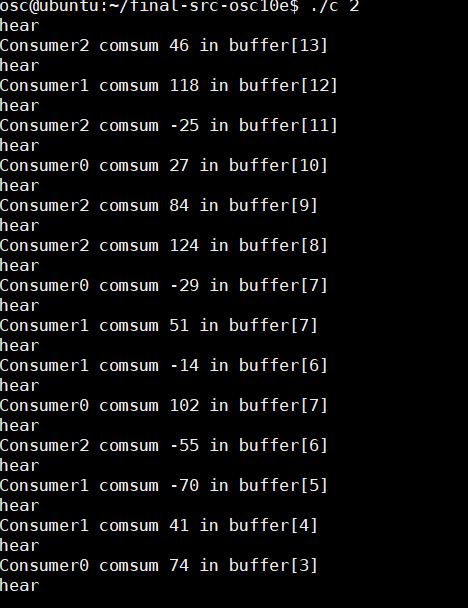 osc@ubuntu:~/final-src-osc10e$ ./c 2
hear
Consumer2 comsum 46 in buffer[13]
hear
Consumer1 comsum 118 in buffer[12]
hear
Consumer2 comsum -25 in buffer[11]
hear
Consumer0 comsum 27 in buffer[10]
hear
Consumer2 comsum 84 in buffer[9]
hear
Consumer2 comsum 124 in buffer[8]
hear
Consumer0 comsum -29 in buffer[7]
hear
Consumer1 comsum 51 in buffer[7]
hear
Consumer1 comsum -14 in buffer[6]
hear
Consumer0 comsum 102 in buffer[7]
hear
Consumer2 comsum -55 in buffer[6]
hear
Consumer1 comsum -70 in buffer[5]
hear
Consumer1 comsum 41 in buffer[4]
hear
Consumer0 comsum 74 in buffer[3]
hear